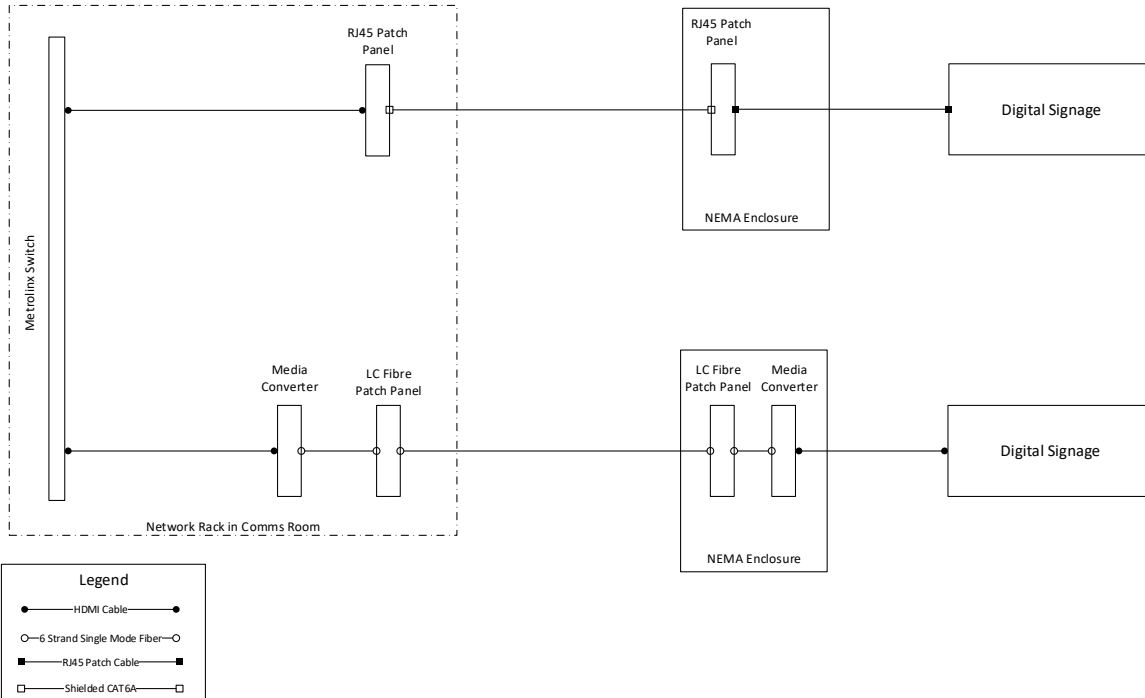 RJ45 Patch
Panel
RJ45 Patch
Panel
Digital Signage
NEMA Enclosure
Metrolinx Switch
Media
Converter
LC Fibre
Patch Panel
LC Fibre
Patch Panel
Media
Converter
Digital Signage
Network Rack in Comms Room
NEMA Enclosure
Legend
HDMI Cable
6 Strand Single Mode Fiber
RJ45 Patch Cable
Shielded CAT6A